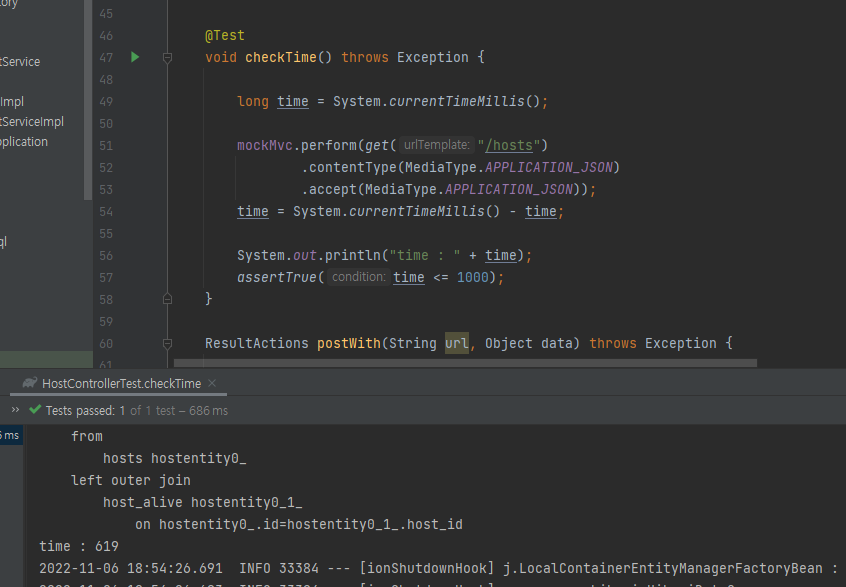 ory
tService
Impl
tServiceImpl
plication
ql
45
46 @Test
47 void checkTime() throws Exception {
48
49 long time = System.currentTimeMillis();
50
51 mockMvc.perform(get( urlTemplate: "/hosts")
52 .contentType(MediaType.APPLICATION_JSON)
53 .accept(MediaType.APPLICATION_JSON));
54 time = System.currentTimeMillis() - time;
55
56 System.out.println("time : " + time);
57 assertTrue( condition: time <= 1000);
58 }
59
60 ResultActions postWith(String url, Object data) throws Exception {
61
HostControllerTest.checkTime ×
» Tests passed: 1 of 1 test – 686 ms
6 ms
from
hosts hostentity0_
left outer join
host_alive hostentity0_1_
on hostentity0_.id=hostentity0_1_.host_id
time : 619
2022-11-06 18:54:26.691 INFO 33384 --- [ionShutdownHook] j.LocalContainerEntityManagerFactoryBean :